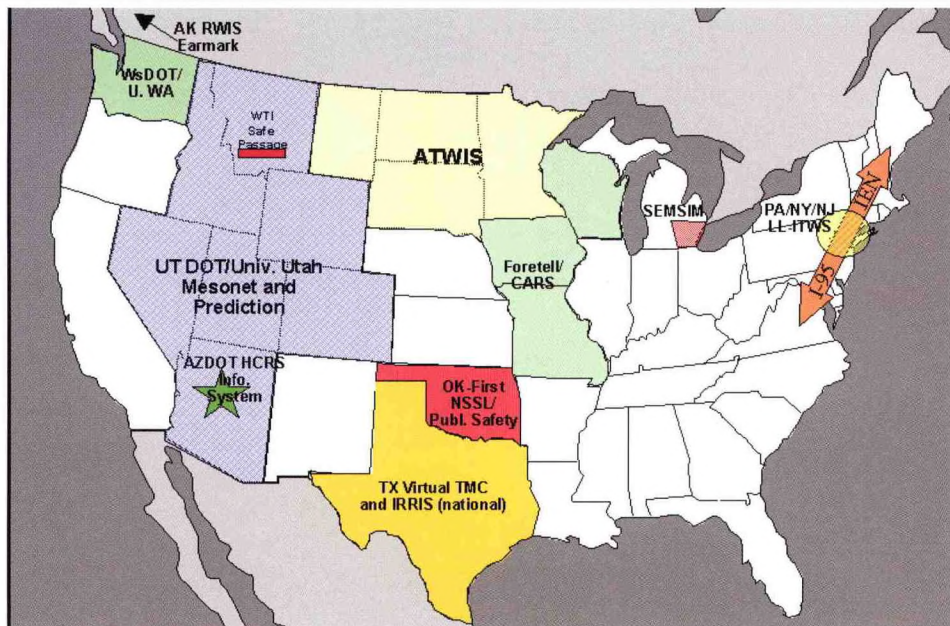 AK RWIS
Earmark
WsDOT/
U. WA
WTI
Safe
Passage
ATWIS
SEMSIM
PA/NY/NJ
LL-ITWS
I-95
IEN
UT DOT/Univ. Utah
Mesonet and
Prediction
Foretell/
CARS
AZDOT HCRS
Info.
System
OK-First
NSSL/
Publ. Safety
TX Virtual TMC
and IRRIS (national)